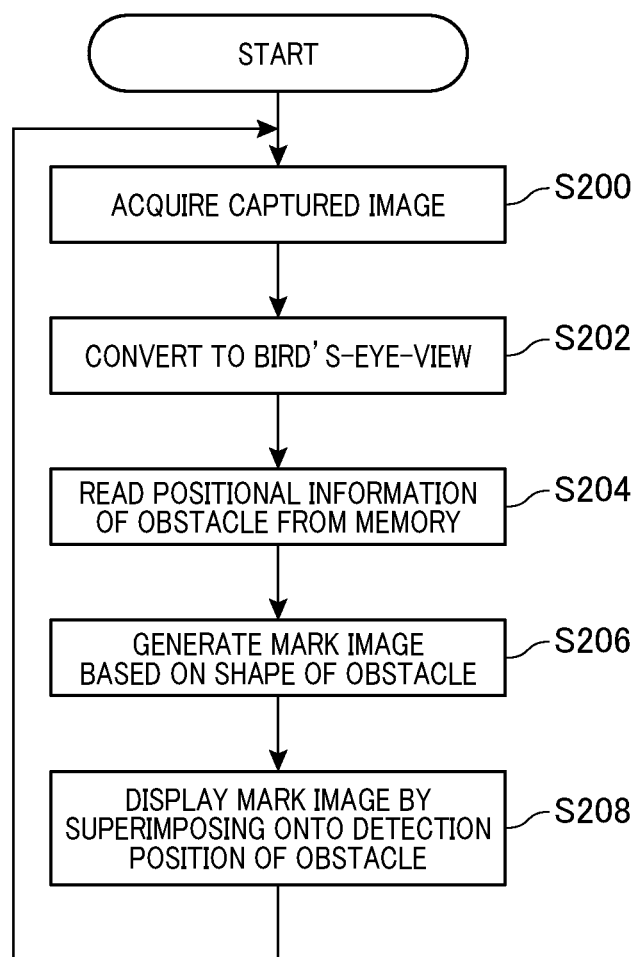 START
ACQUIRE CAPTURED IMAGE
S200
CONVERT TO BIRD'S-EYE-VIEW
S202
READ POSITIONAL INFORMATION
OF OBSTACLE FROM MEMORY
S204
GENERATE MARK IMAGE
BASED ON SHAPE OF OBSTACLE
S206
DISPLAY MARK IMAGE BY
SUPERIMPOSING ONTO DETECTION
POSITION OF OBSTACLE
S208